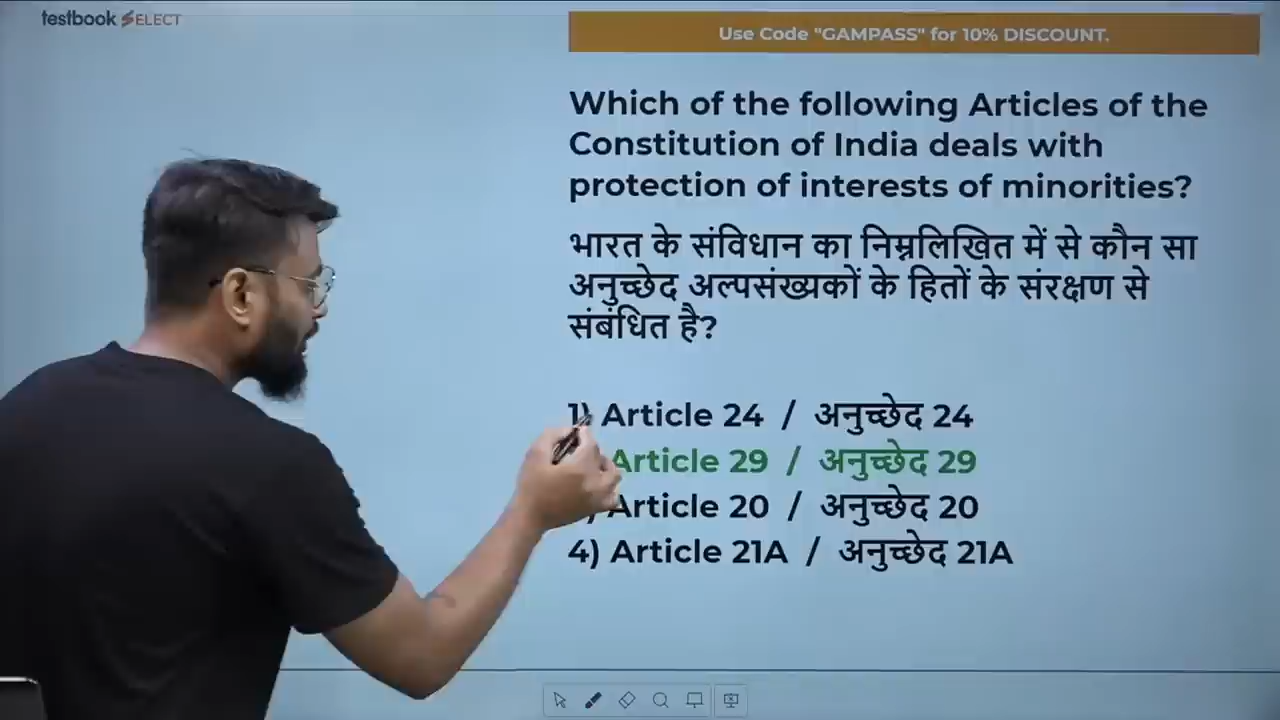 testbook SELECT
Use Code "GAMPASS" for 10% DISCOUNT.
Which of the following Articles of the
Constitution of India deals with
protection of interests of minorities?
भारत के संविधान का निम्नलिखित में से कौन सा
अनुच्छेद अल्पसंख्यकों के हितों के संरक्षण से
संबंधित है?
1) Article 24 / अनुच्छेद 24
Article 29 / अनुच्छेद 29
) Article 20 / अनुच्छेद 20
4) Article 21A / अनुच्छेद 21A